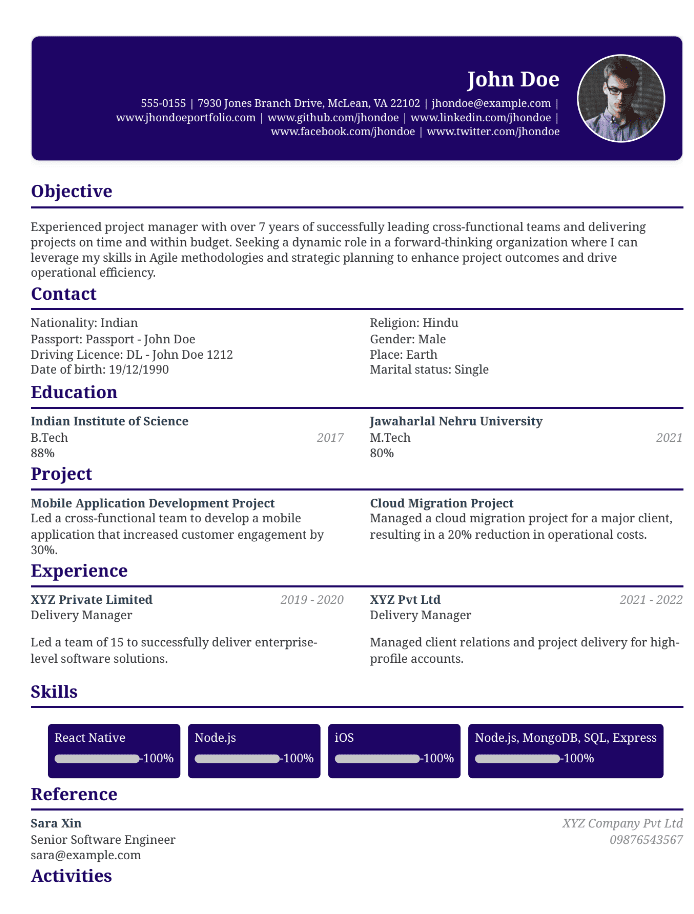 John Doe
555-0155 | 7930 Jones Branch Drive, McLean, VA 22102 | jhondoe@example.com |
www.jhondoeportfolio.com | www.github.com/jhondoe | www.linkedin.com/jhondoe |
www.facebook.com/jhondoe | www.twitter.com/jhondoe
Objective
Experienced project manager with over 7 years of successfully leading cross-functional teams and delivering
projects on time and within budget. Seeking a dynamic role in a forward-thinking organization where I can
leverage my skills in Agile methodologies and strategic planning to enhance project outcomes and drive
operational efficiency.
Contact
Nationality: Indian
Passport: Passport - John Doe
Driving Licence: DL - John Doe 1212
Date of birth: 19/12/1990
Religion: Hindu
Gender: Male
Place: Earth
Marital status: Single
Education
Indian Institute of Science
B.Tech 2017
88%
Jawaharlal Nehru University
M.Tech 2021
80%
Project
Mobile Application Development Project
Led a cross-functional team to develop a mobile
application that increased customer engagement by
30%.
Cloud Migration Project
Managed a cloud migration project for a major client,
resulting in a 20% reduction in operational costs.
Experience
XYZ Private Limited 2019 - 2020
Delivery Manager
Led a team of 15 to successfully deliver enterprise-
level software solutions.
XYZ Pvt Ltd 2021 - 2022
Delivery Manager
Managed client relations and project delivery for high-
profile accounts.
Skills
React Native
100%
Node.js
100%
iOS
100%
Node.js, MongoDB, SQL, Express
100%
Reference
Sara Xin XYZ Company Pvt Ltd
Senior Software Engineer 09876543567
sara@example.com
Activities